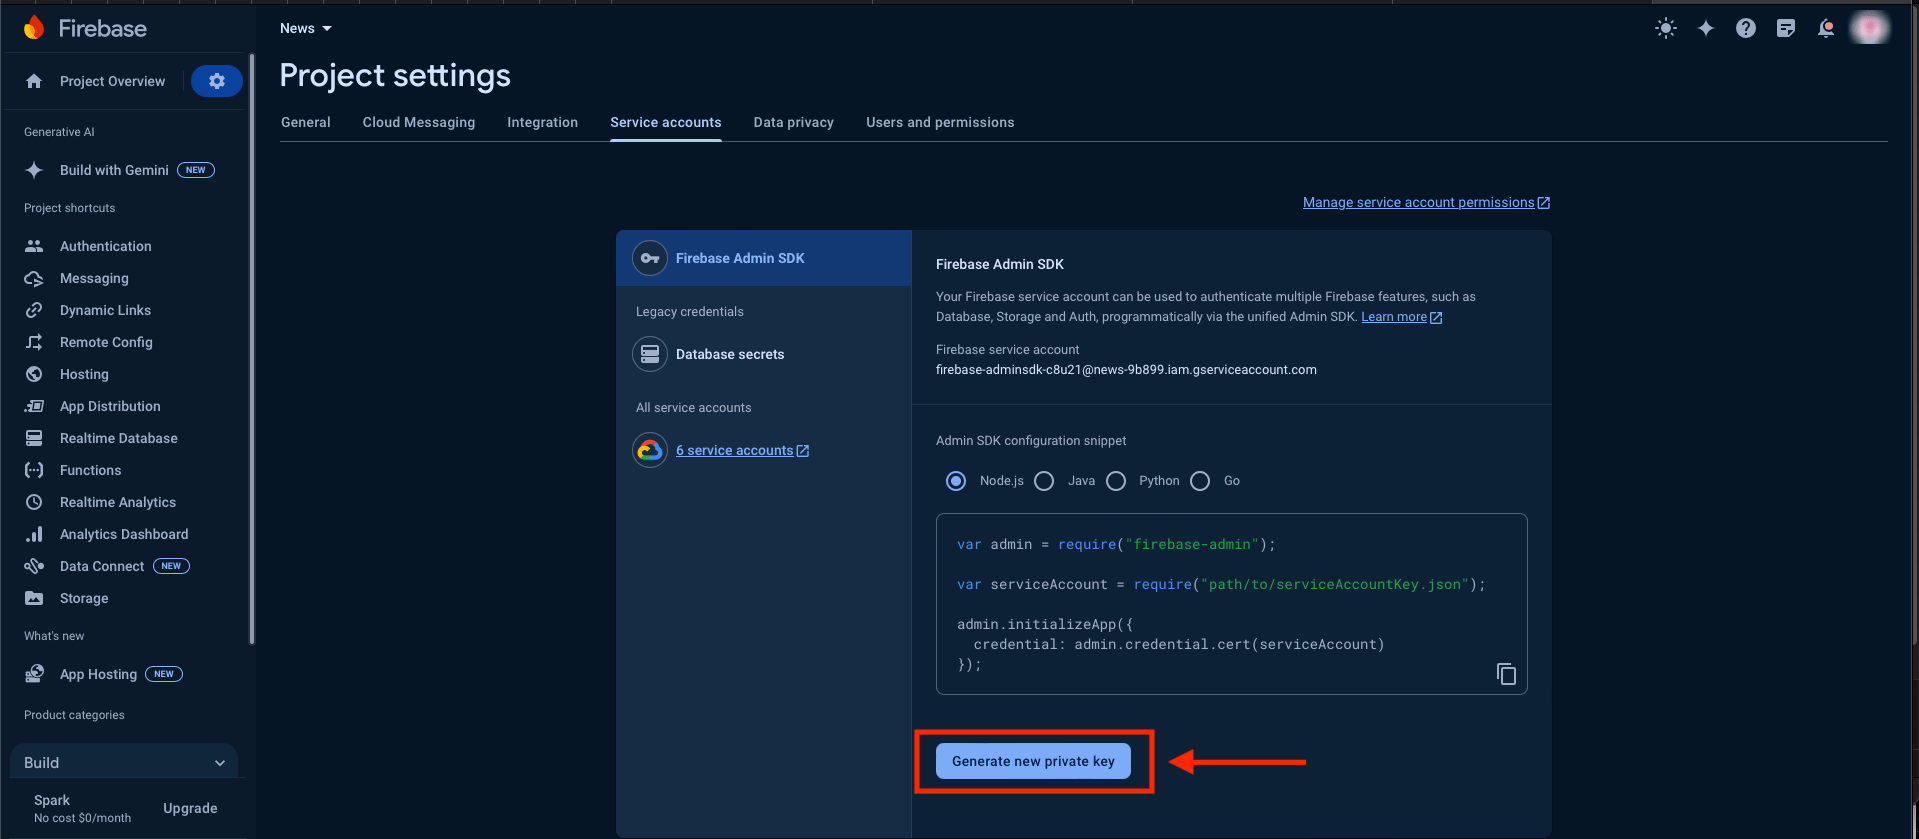 Firebase
Project Overview
Generative AI
Build with Gemini NEW
Project shortcuts
Authentication
Messaging
Dynamic Links
Remote Config
Hosting
App Distribution
Realtime Database
Functions
Realtime Analytics
Analytics Dashboard
Data Connect NEW
Storage
What's new
App Hosting NEW
Product categories
Build
Spark
No cost $0/month
Upgrade
News
Project settings
General Cloud Messaging Integration Service accounts Data privacy Users and permissions
Manage service account permissions
Firebase Admin SDK
Legacy credentials
Database secrets
All service accounts
6 service accounts
Firebase Admin SDK
Your Firebase service account can be used to authenticate multiple Firebase features, such as
Database, Storage and Auth, programmatically via the unified Admin SDK. Learn more
Firebase service account
firebase-adminsdk-c8u21@news-9b899.iam.gserviceaccount.com
Admin SDK configuration snippet
Node.js Java Python Go
var admin = require("firebase-admin");
var serviceAccount = require("path/to/serviceAccountKey.json");
admin.initializeApp({
credential: admin.credential.cert(serviceAccount)
});
Generate new private key